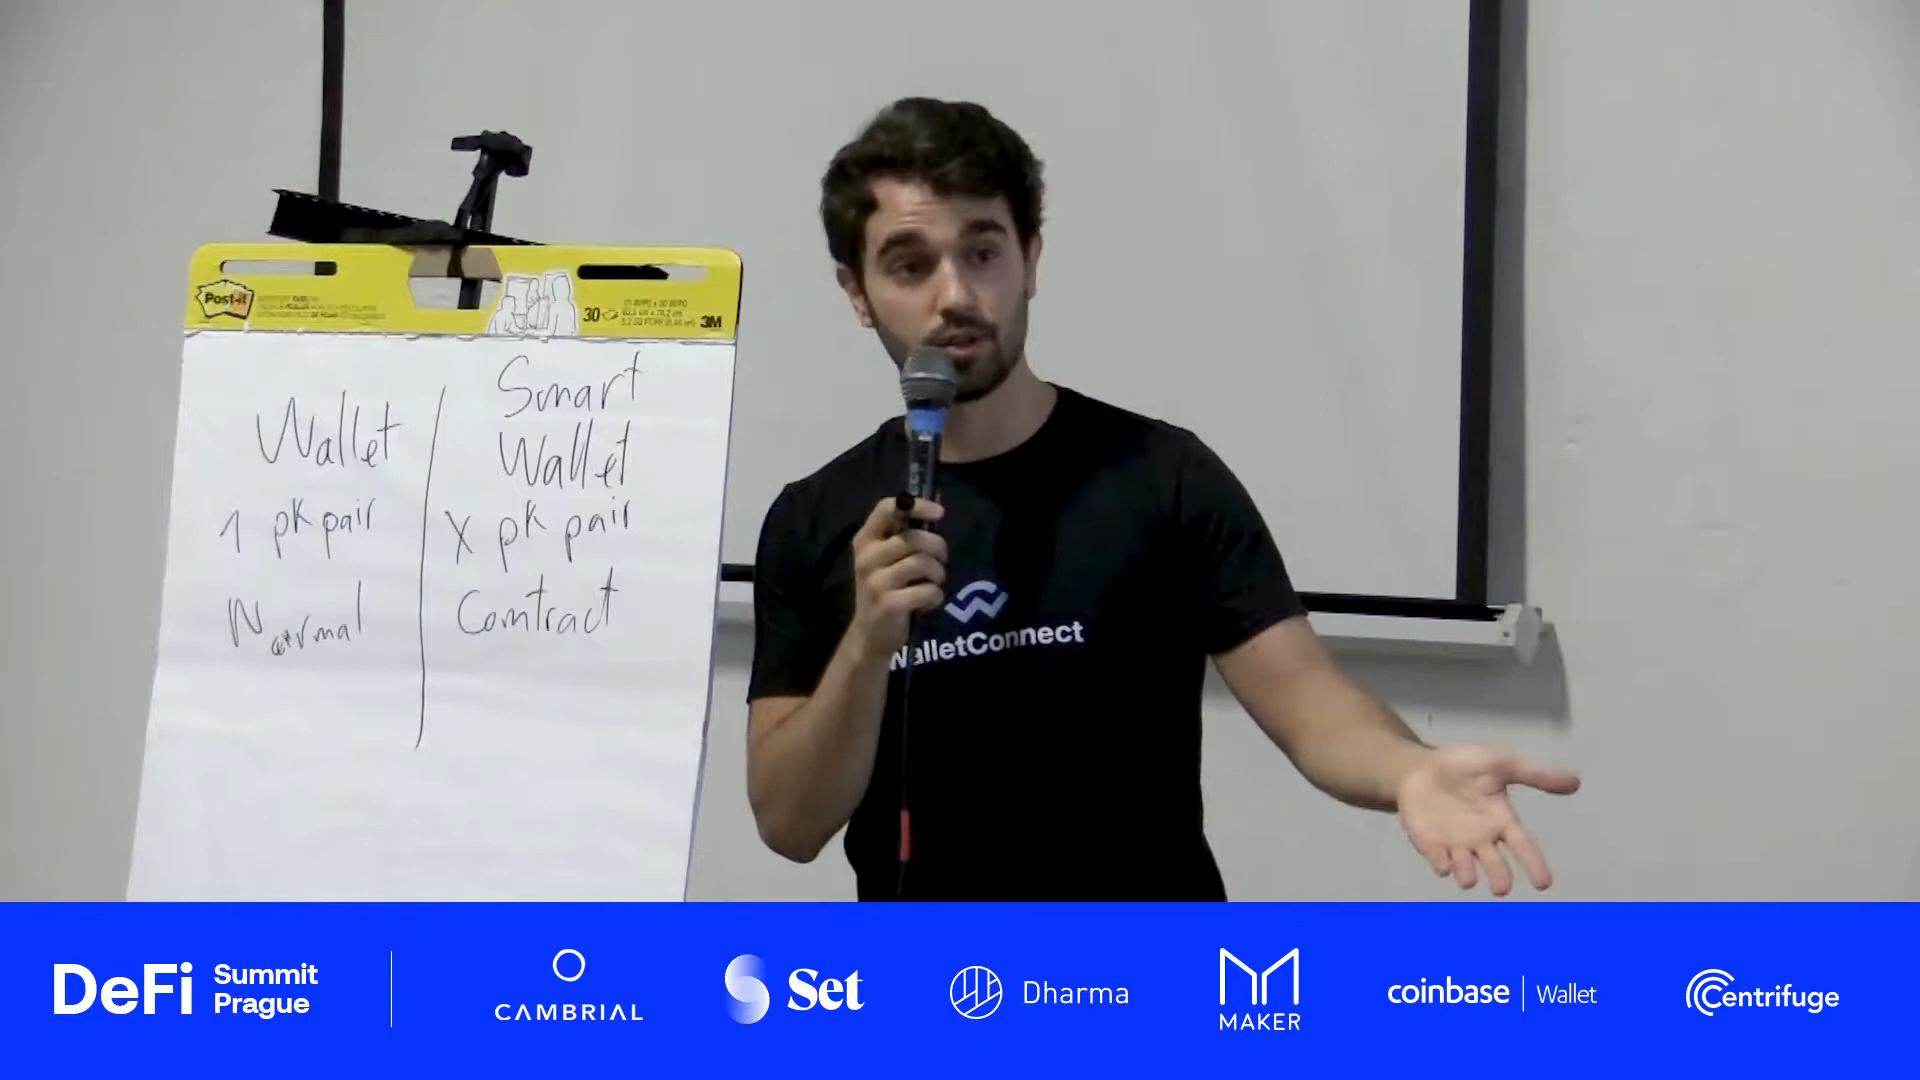 Post-it
30
3M
Smart
Wallet
Wallet
1 pk pair
X pk pair
Normal
Contract
WalletConnect
DeFi Summit Prague
CAMBRIAL
Set
Dharma
MAKER
coinbase | Wallet
Centrifuge